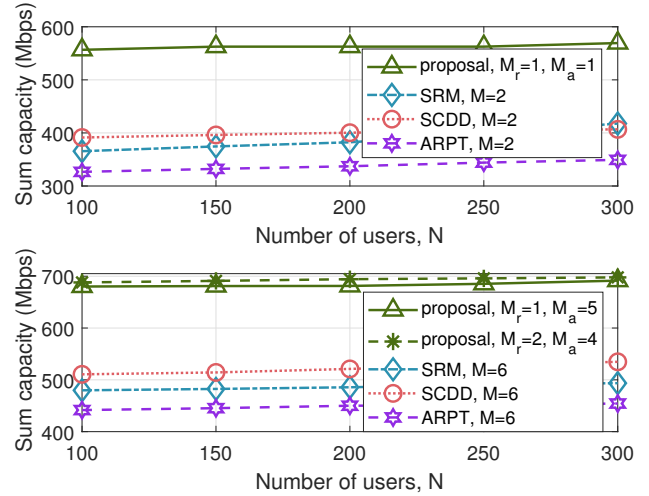 600
500
400
300
Sum capacity (Mbps)
proposal, M_r=1, M_a=1
SRM, M=2
SCDD, M=2
ARPT, M=2
100 150 200 250 300
Number of users, N
700
600
500
400
Sum capacity (Mbps)
proposal, M_r=1, M_a=5
proposal, M_r=2, M_a=4
SRM, M=6
SCDD, M=6
ARPT, M=6
100 150 200 250 300
Number of users, N